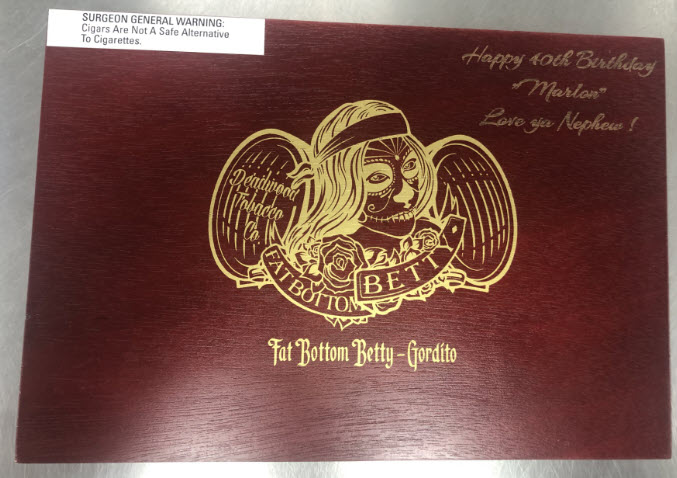 SURGEON GENERAL WARNING:
Cigars Are Not A Safe Alternative
To Cigarettes.
Happy 40th Birthday
"Marlon"
Love ya Nephew !
Deadwood
Tobacco
Co
FAT BOTTOM
BETTY
Fat Bottom Betty - Gordito